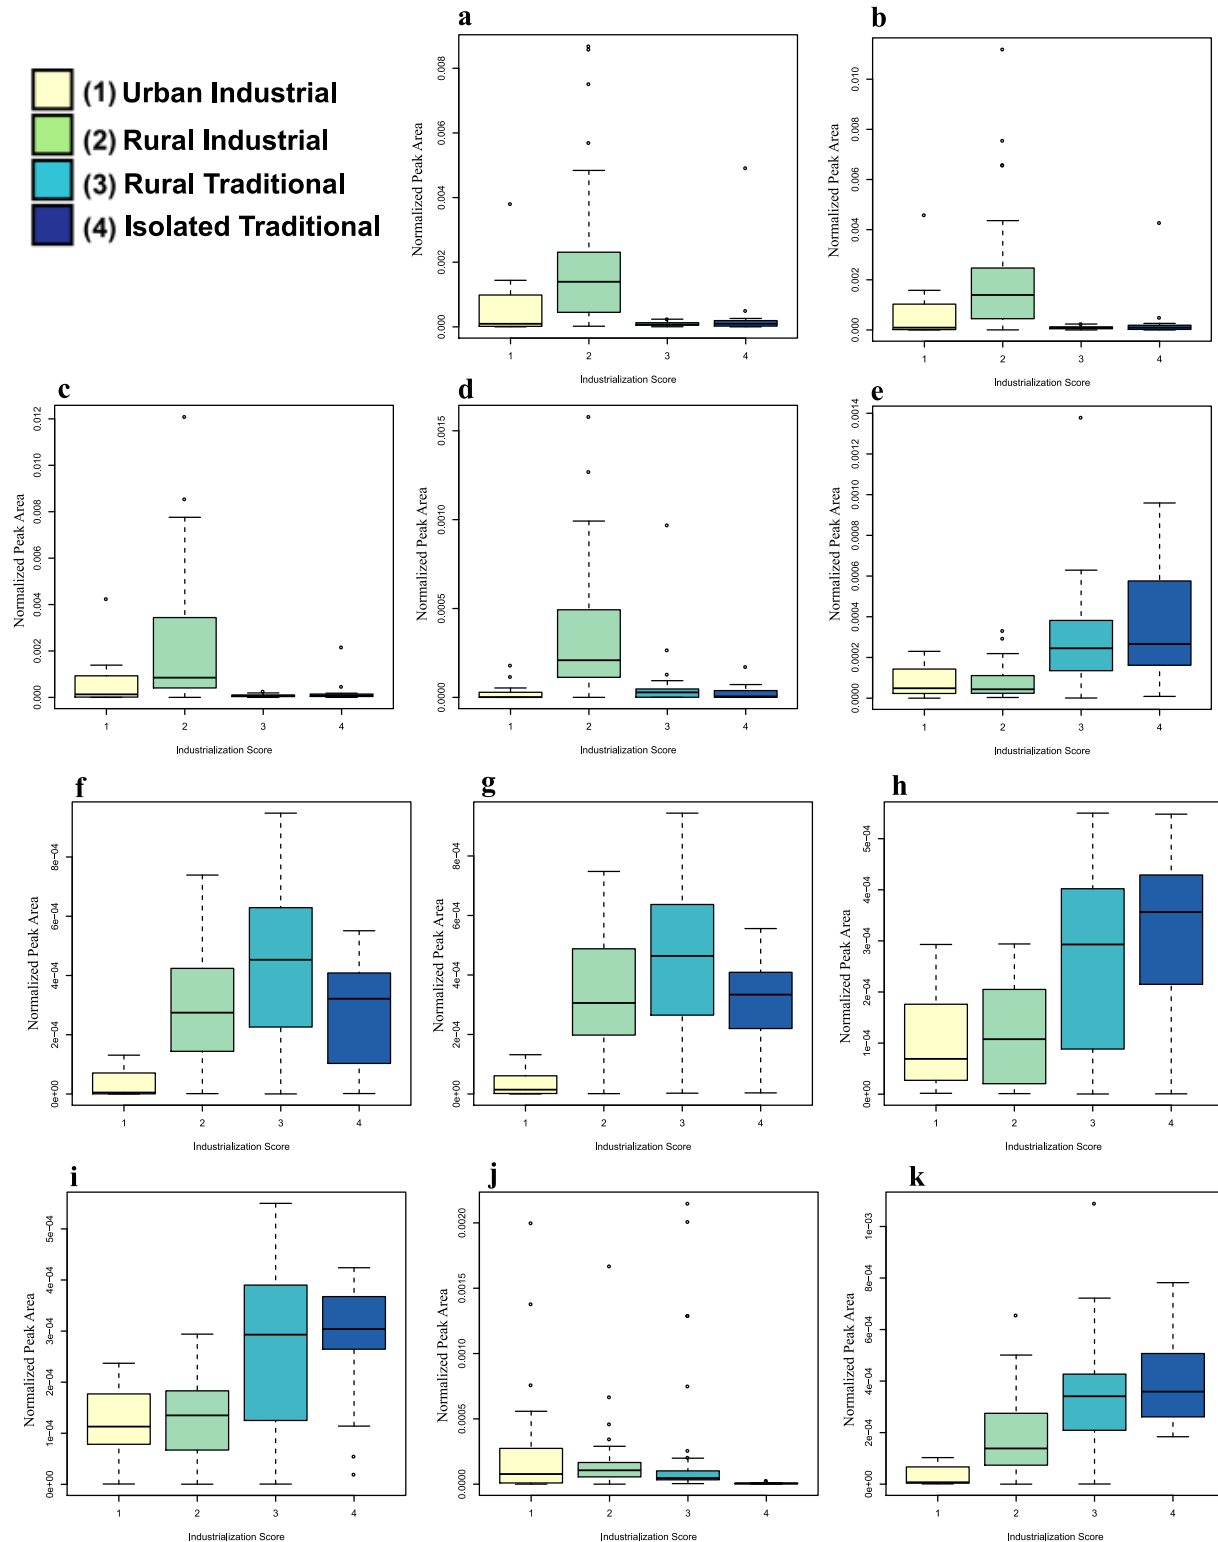 (1) Urban Industrial
(2) Rural Industrial
(3) Rural Traditional
(4) Isolated Traditional
a
Normalized Peak Area
0.000 0.002 0.004 0.006 0.008
1 2 3 4
Industrialization Score
b
Normalized Peak Area
0.000 0.002 0.004 0.006 0.008 0.010
1 2 3 4
Industrialization Score
c
Normalized Peak Area
0.000 0.002 0.004 0.006 0.008 0.010 0.012
1 2 3 4
Industrialization Score
d
Normalized Peak Area
0.0000 0.0005 0.0010 0.0015
1 2 3 4
Industrialization Score
e
Normalized Peak Area
0.0000 0.0002 0.0004 0.0006 0.0008 0.0010 0.0012 0.0014
1 2 3 4
Industrialization Score
f
Normalized Peak Area
0e+00 2e-04 4e-04 6e-04 8e-04
1 2 3 4
Industrialization Score
g
Normalized Peak Area
0e+00 2e-04 4e-04 6e-04 8e-04
1 2 3 4
Industrialization Score
h
Normalized Peak Area
0e+00 1e-04 2e-04 3e-04 4e-04 5e-04
1 2 3 4
Industrialization Score
i
Normalized Peak Area
0e+00 1e-04 2e-04 3e-04 4e-04 5e-04
1 2 3 4
Industrialization Score
j
Normalized Peak Area
0.0000 0.0005 0.0010 0.0015 0.0020
1 2 3 4
Industrialization Score
k
Normalized Peak Area
0e+00 2e-04 4e-04 6e-04 8e-04 1e-03
1 2 3 4
Industrialization Score